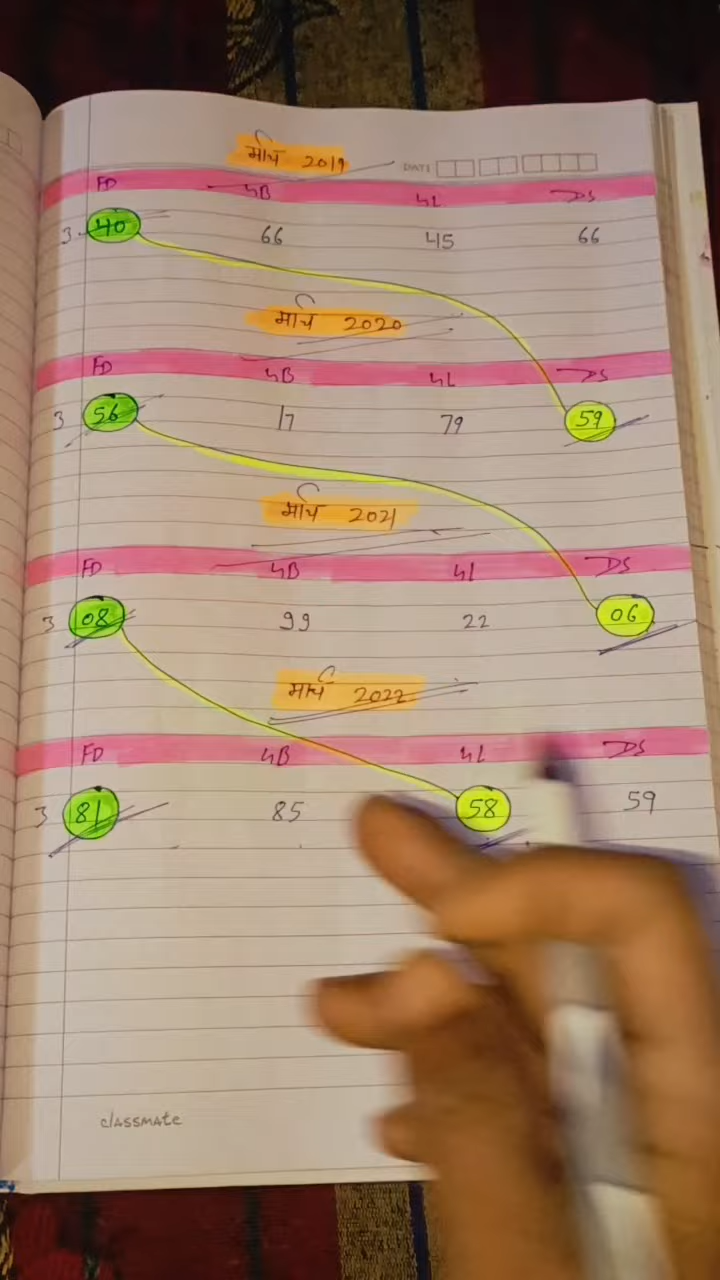 मार्च 2019
DATE
FD GB GL DS
3 40 66 45 66
मार्च 2020
FD GB GL DS
3 56 17 79 59
मार्च 2021
FD GB GL DS
3 08 99 22 06
मार्च 2022
FD GB GL DS
3 81 85 58 59
classmate